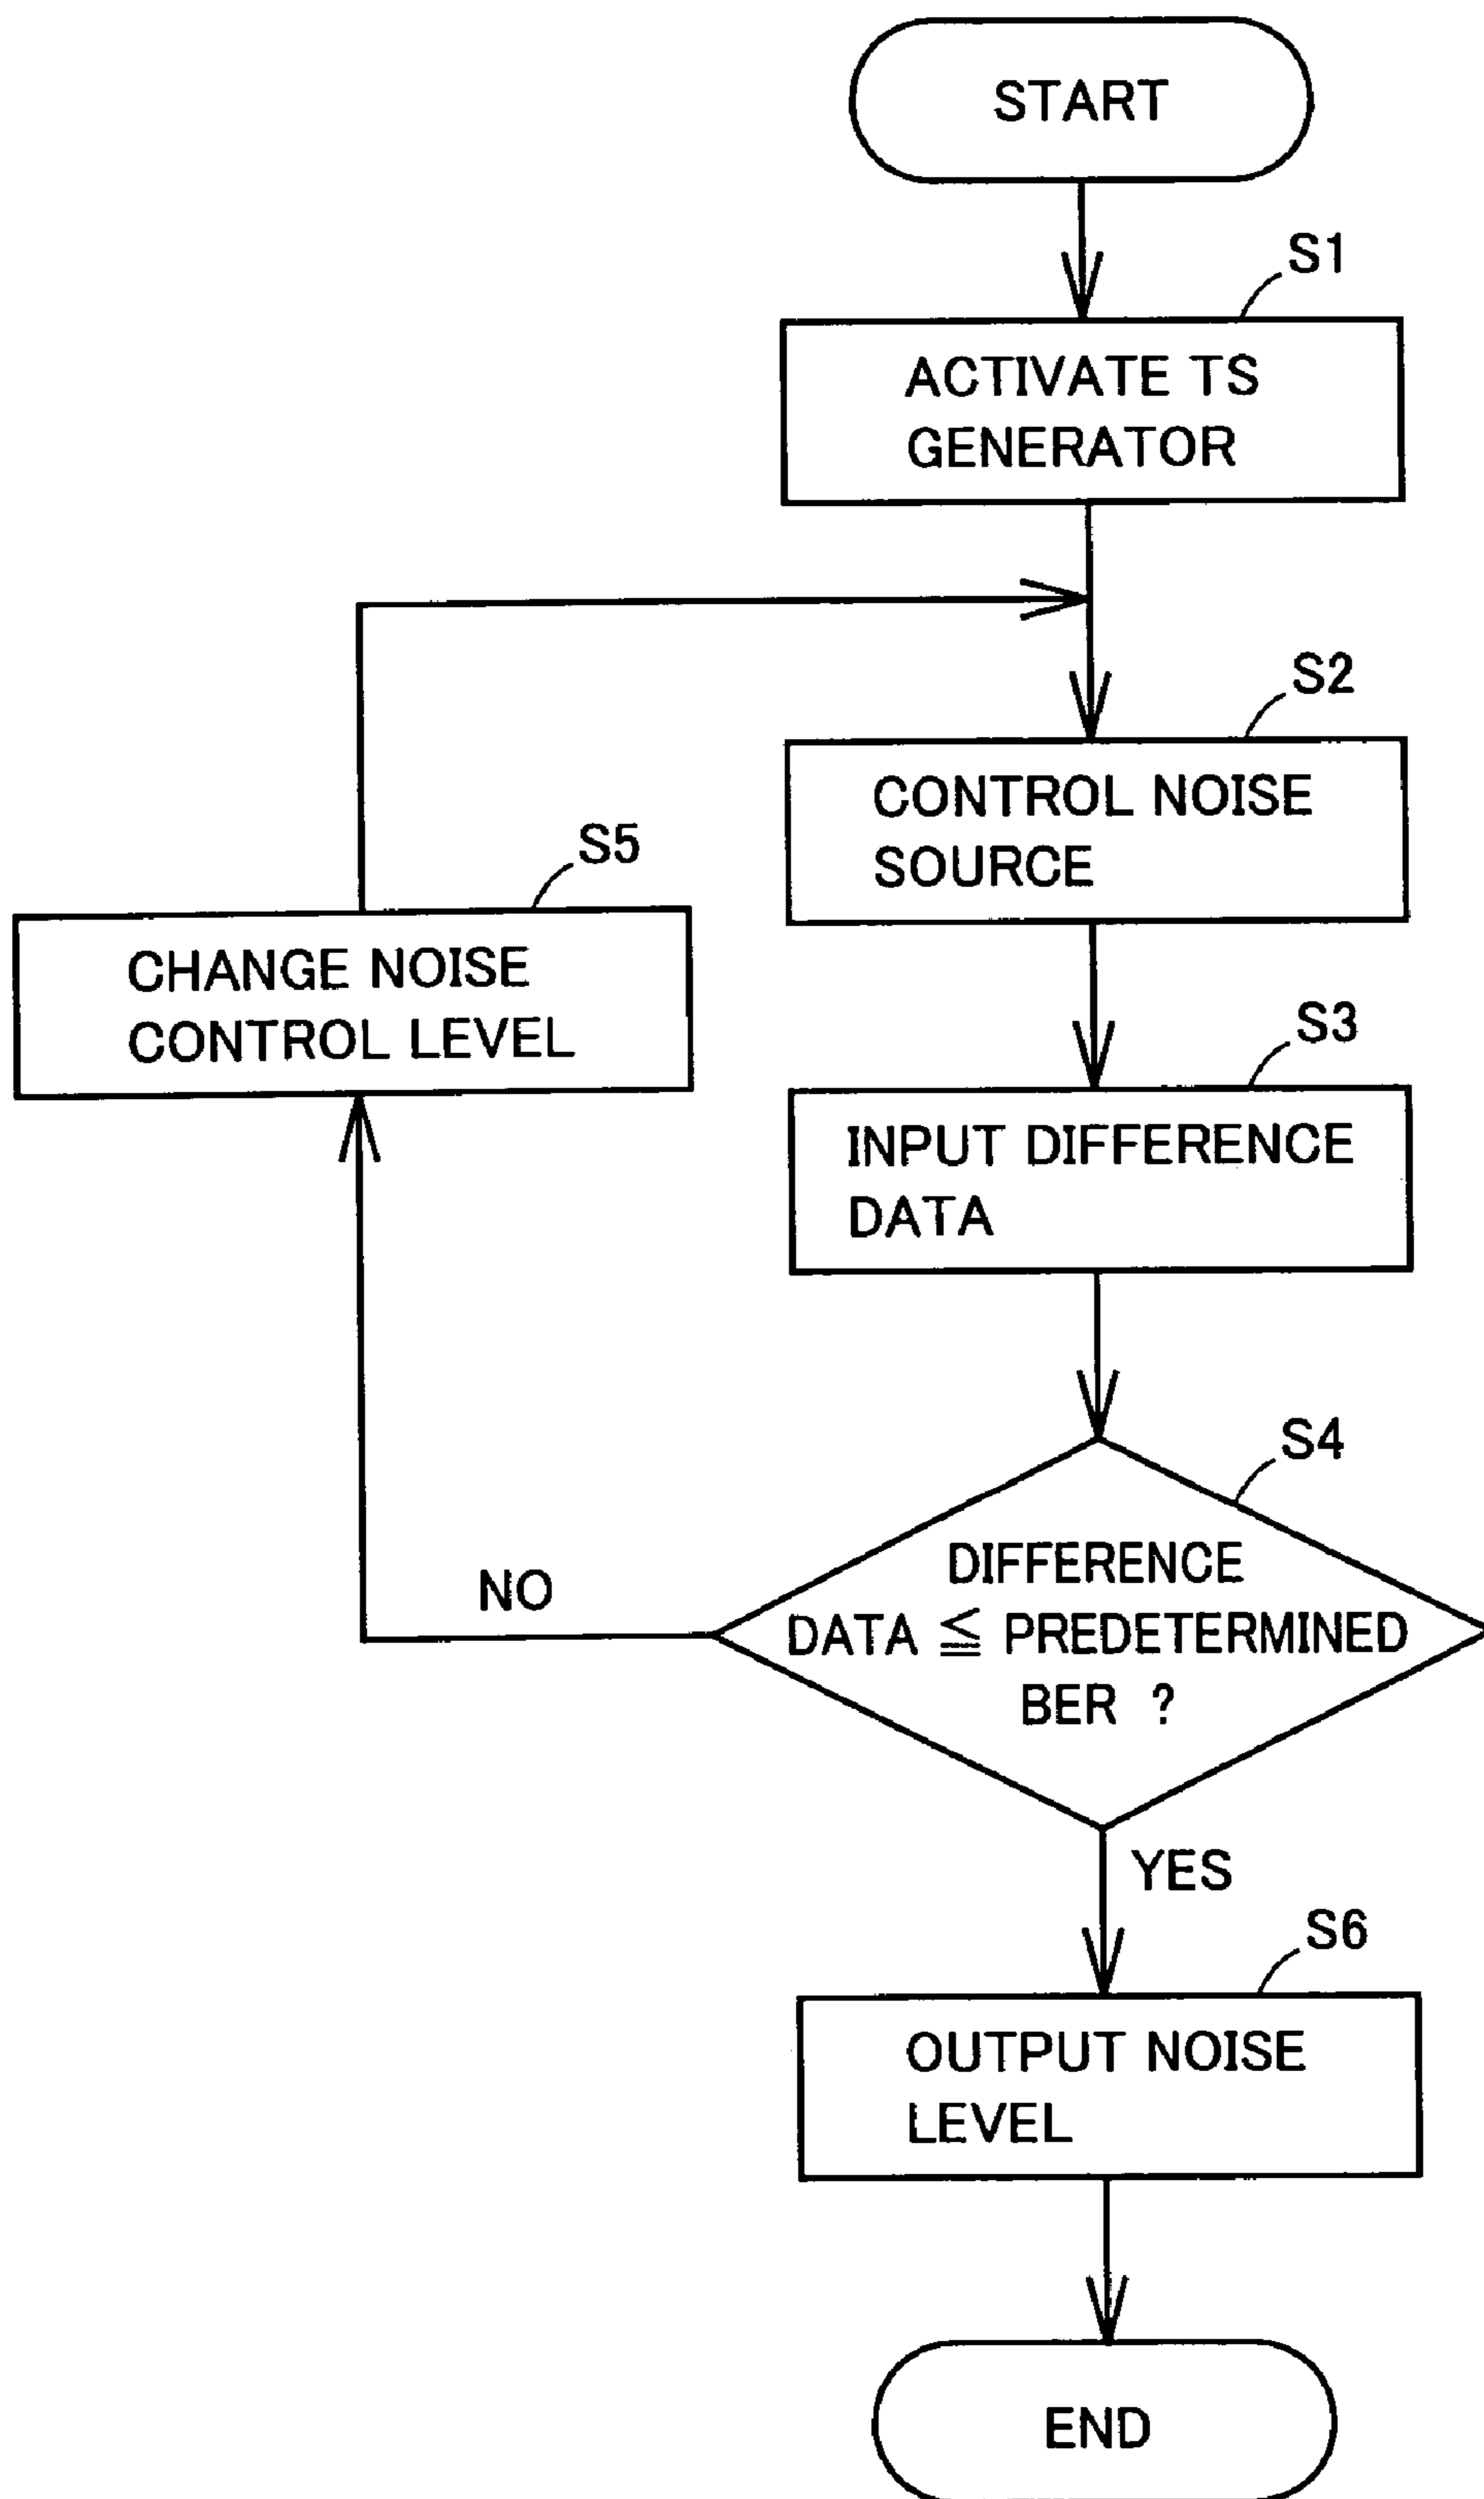 START
S1
ACTIVATE TS
GENERATOR
S2
CONTROL NOISE
SOURCE
S5
CHANGE NOISE
CONTROL LEVEL
S3
INPUT DIFFERENCE
DATA
S4
DIFFERENCE
DATA ≦ PREDETERMINED
BER ?
NO
YES
S6
OUTPUT NOISE
LEVEL
END